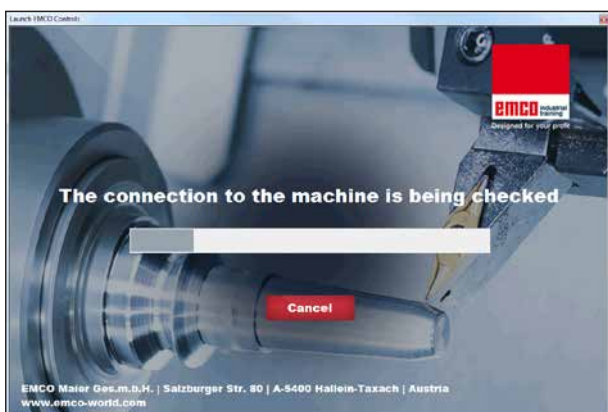 Launch EMCO Controls
emco industrial
training
Designed for your profit
The connection to the machine is being checked
Cancel
EMCO Maier Ges.m.b.H. | Salzburger Str. 80 | A-5400 Hallein-Taxach | Austria
www.emco-world.com